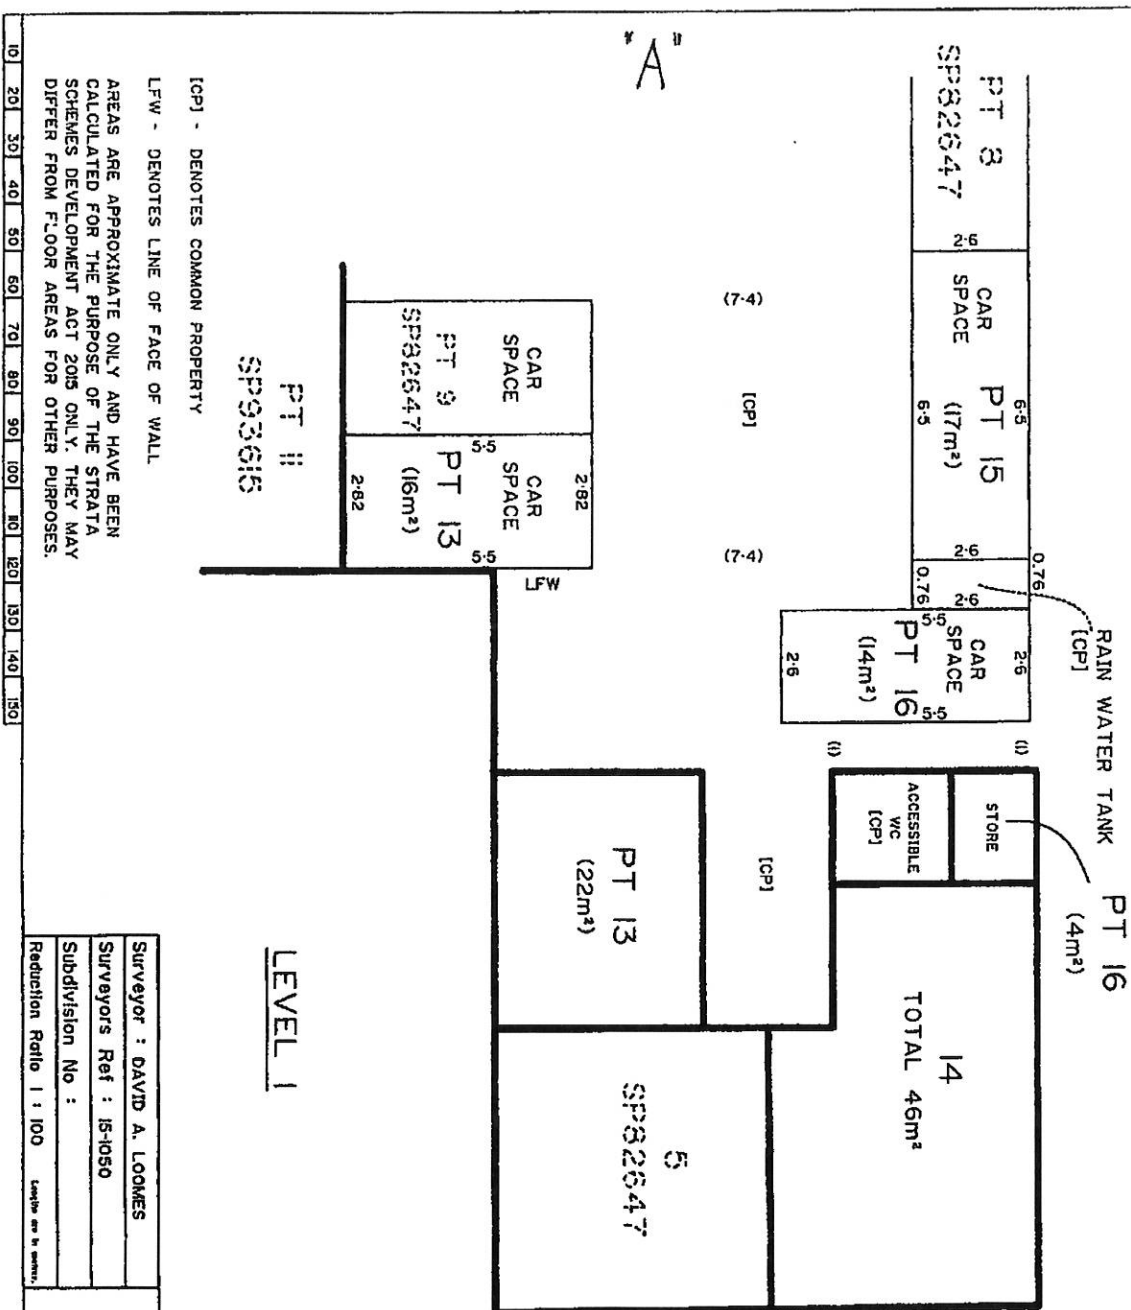 "A"
PT 8
SP82647
2·6
CAR
SPACE
PT 15
(17m²)
6·5
6·5
2·6
0.76
0.76
2·6
RAIN WATER TANK
[CP]
CAR
SPACE
5·5
5·5
PT 16
(14m²)
2·6
2·6
(1)
(1)
STORE
PT 16
(4m²)
ACCESSIBLE
WC
[CP]
14
TOTAL 46m²
(7·4)
[CP]
(7·4)
[CP]
CAR
SPACE
PT 9
SP82647
CAR
SPACE
5·5
5·5
PT 13
(16m²)
2·82
2·82
LFW
PT 13
(22m²)
5
SP82647
PT 11
SP93615
LEVEL 1
[CP] - DENOTES COMMON PROPERTY
LFW - DENOTES LINE OF FACE OF WALL
AREAS ARE APPROXIMATE ONLY AND HAVE BEEN
CALCULATED FOR THE PURPOSE OF THE STRATA
SCHEMES DEVELOPMENT ACT 2015 ONLY. THEY MAY
DIFFER FROM FLOOR AREAS FOR OTHER PURPOSES.
Surveyor : DAVID A. LOOMES
Surveyors Ref : 15-1050
Subdivision No :
Reduction Ratio 1 : 100 Lengths are in metres.
10 20 30 40 50 60 70 80 90 100 110 120 130 140 150